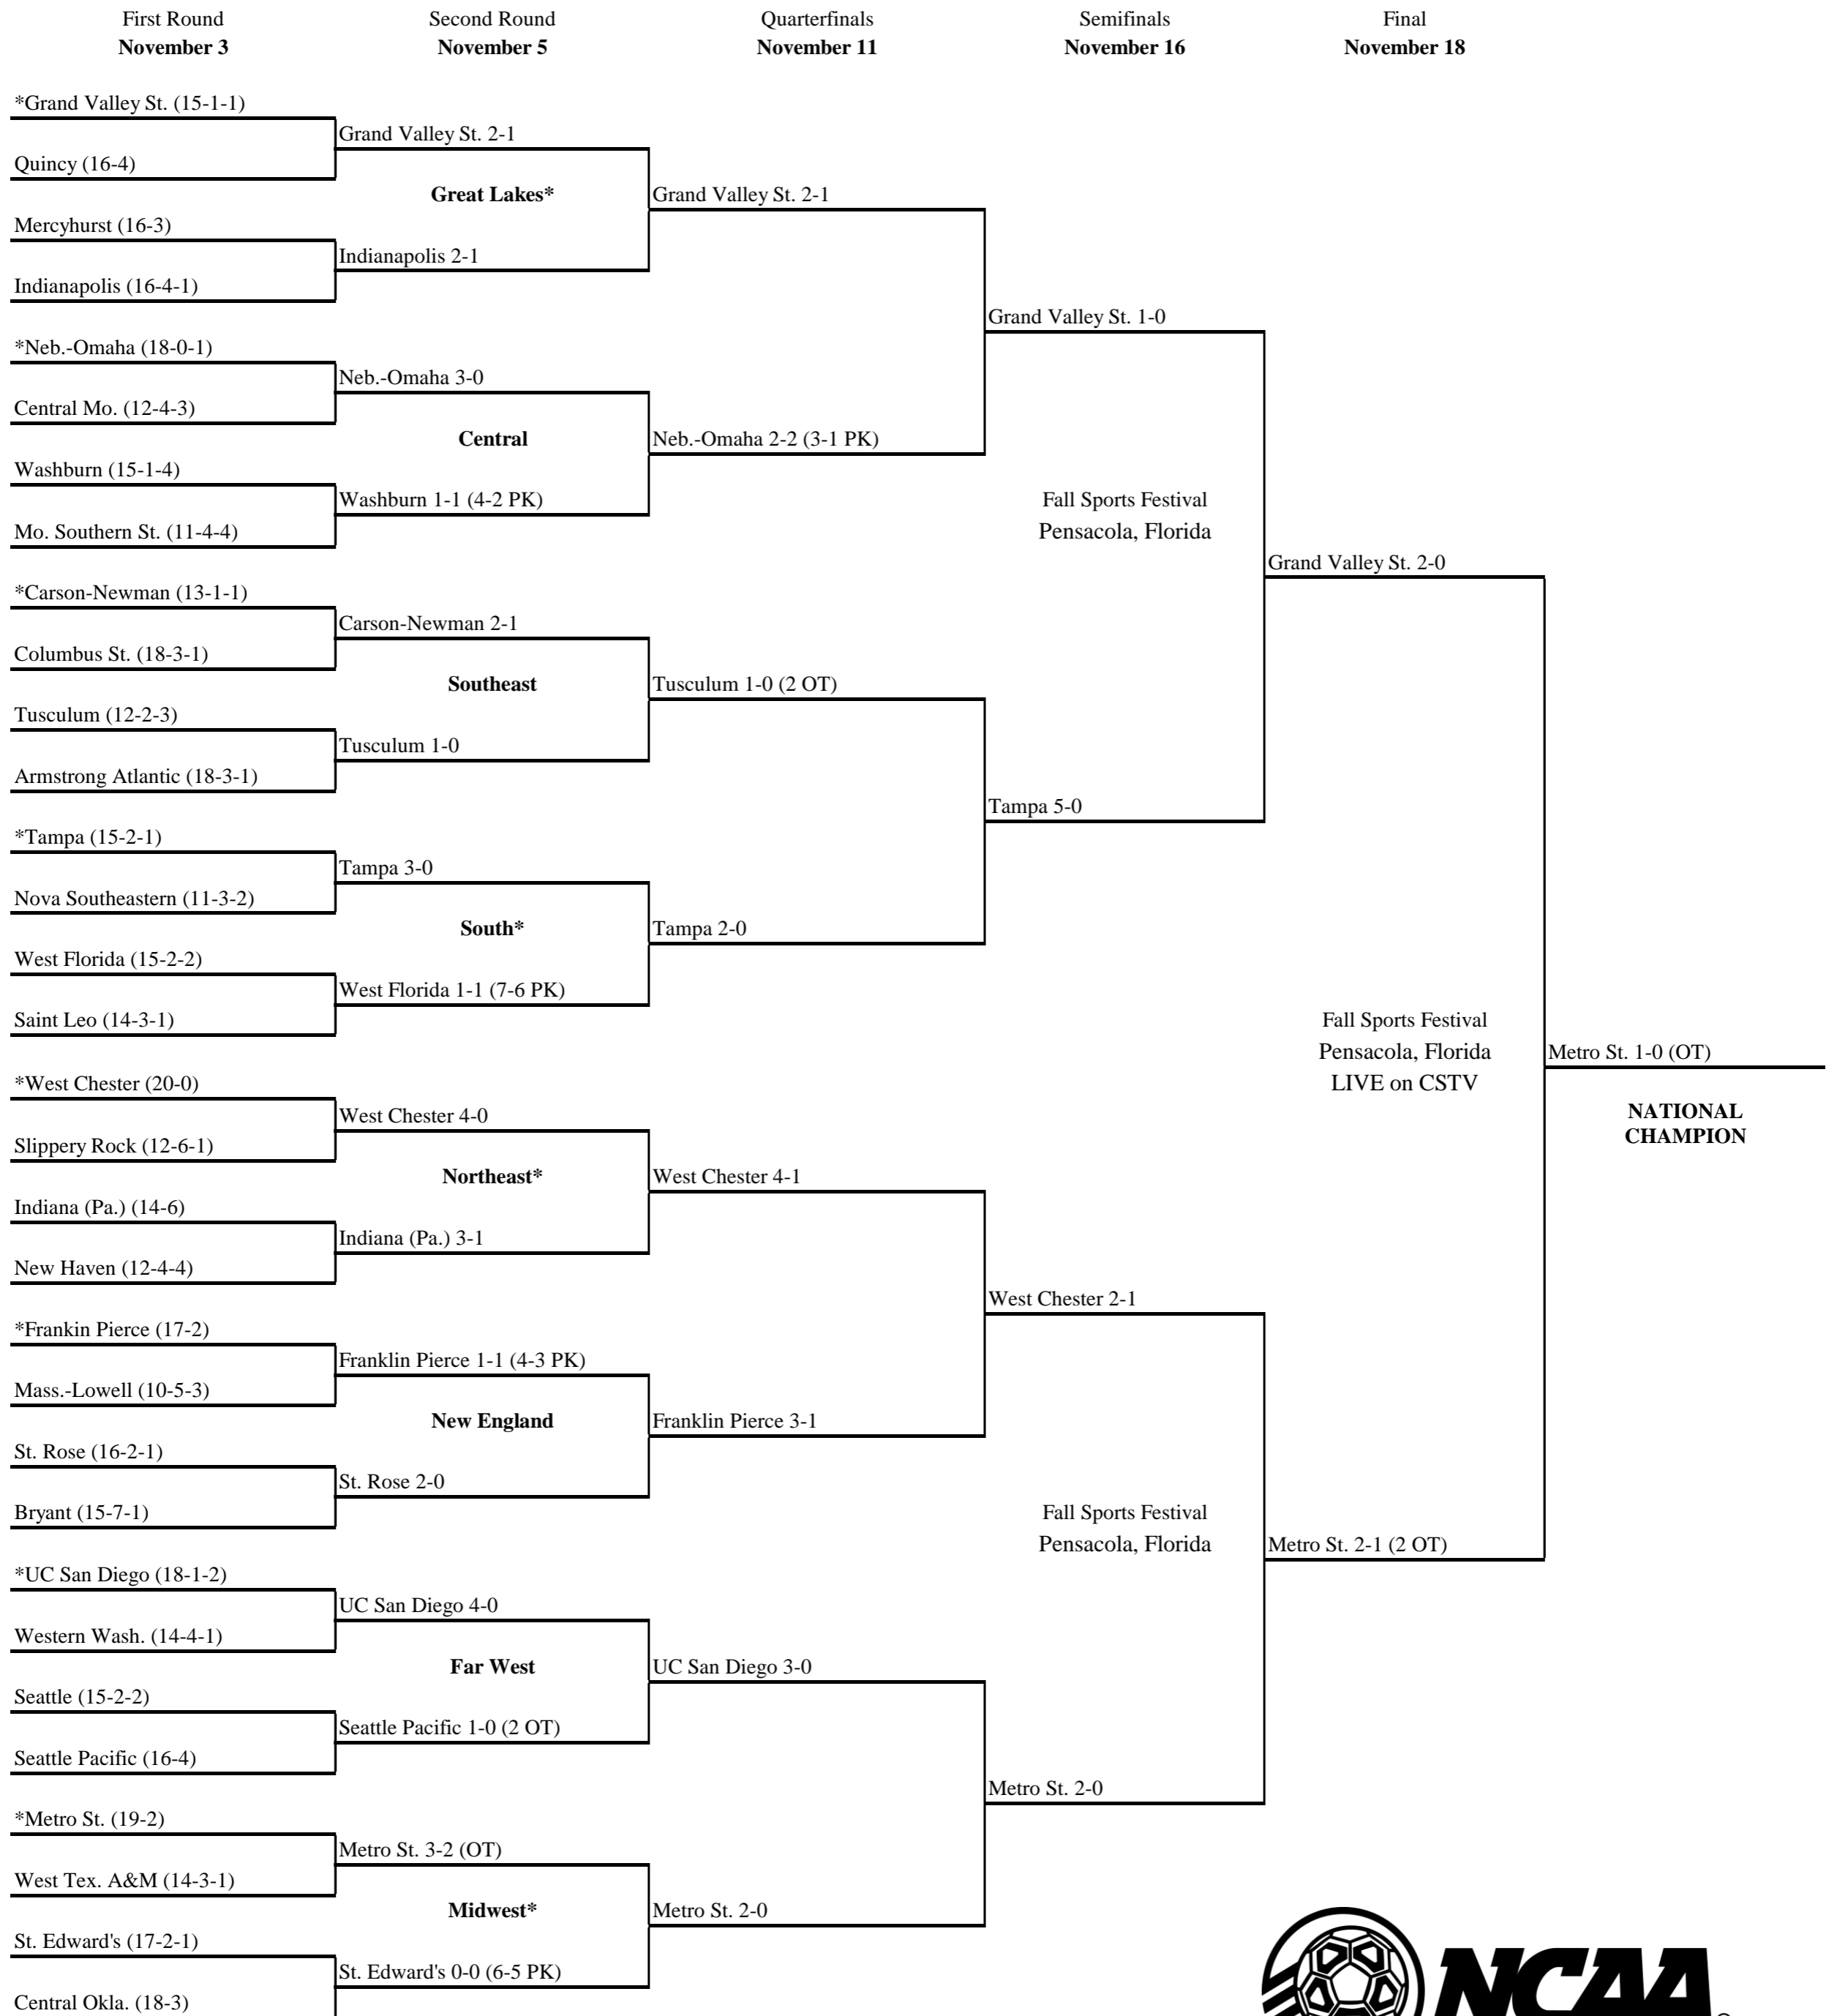 First Round
November 3
Second Round
November 5
Quarterfinals
November 11
Semifinals
November 16
Final
November 18
*Grand Valley St. (15-1-1)
Grand Valley St. 2-1
Quincy (16-4)
Great Lakes*
Grand Valley St. 2-1
Mercyhurst (16-3)
Indianapolis 2-1
Indianapolis (16-4-1)
Grand Valley St. 1-0
*Neb.-Omaha (18-0-1)
Neb.-Omaha 3-0
Central Mo. (12-4-3)
Central
Neb.-Omaha 2-2 (3-1 PK)
Washburn (15-1-4)
Washburn 1-1 (4-2 PK)
Mo. Southern St. (11-4-4)
Fall Sports Festival
Pensacola, Florida
Grand Valley St. 2-0
*Carson-Newman (13-1-1)
Carson-Newman 2-1
Columbus St. (18-3-1)
Southeast
Tusculum 1-0 (2 OT)
Tusculum (12-2-3)
Tusculum 1-0
Armstrong Atlantic (18-3-1)
Tampa 5-0
*Tampa (15-2-1)
Tampa 3-0
Nova Southeastern (11-3-2)
South*
Tampa 2-0
West Florida (15-2-2)
West Florida 1-1 (7-6 PK)
Saint Leo (14-3-1)
Fall Sports Festival
Pensacola, Florida
LIVE on CSTV
Metro St. 1-0 (OT)
NATIONAL
CHAMPION
*West Chester (20-0)
West Chester 4-0
Slippery Rock (12-6-1)
Northeast*
West Chester 4-1
Indiana (Pa.) (14-6)
Indiana (Pa.) 3-1
New Haven (12-4-4)
West Chester 2-1
*Frankin Pierce (17-2)
Franklin Pierce 1-1 (4-3 PK)
Mass.-Lowell (10-5-3)
New England
Franklin Pierce 3-1
St. Rose (16-2-1)
St. Rose 2-0
Bryant (15-7-1)
Fall Sports Festival
Pensacola, Florida
Metro St. 2-1 (2 OT)
*UC San Diego (18-1-2)
UC San Diego 4-0
Western Wash. (14-4-1)
Far West
UC San Diego 3-0
Seattle (15-2-2)
Seattle Pacific 1-0 (2 OT)
Seattle Pacific (16-4)
Metro St. 2-0
*Metro St. (19-2)
Metro St. 3-2 (OT)
West Tex. A&M (14-3-1)
Midwest*
Metro St. 2-0
St. Edward's (17-2-1)
St. Edward's 0-0 (6-5 PK)
Central Okla. (18-3)
NCAA